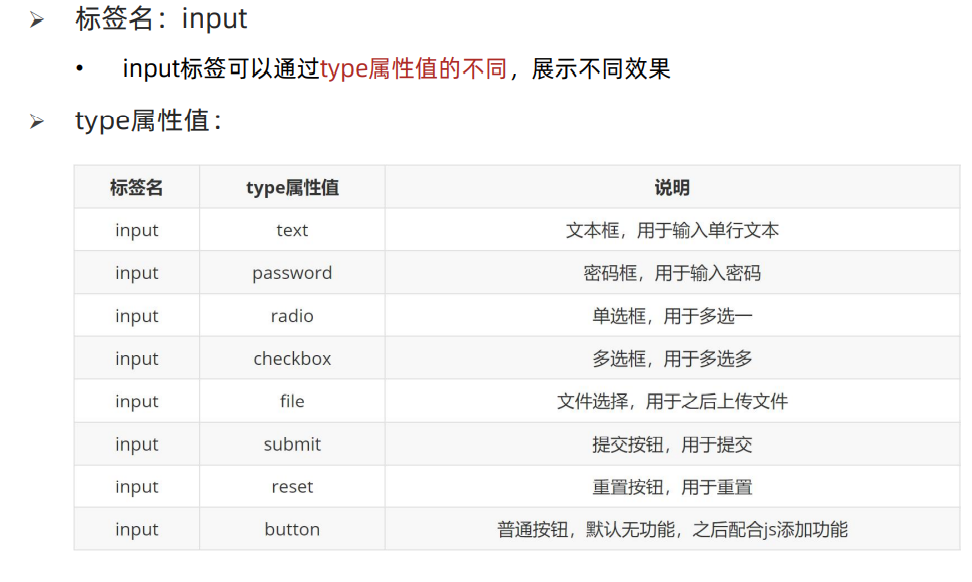 标签名：input
input标签可以通过type属性值的不同，展示不同效果
type属性值：
标签名 type属性值 说明
input text 文本框，用于输入单行文本
input password 密码框，用于输入密码
input radio 单选框，用于多选一
input checkbox 多选框，用于多选多
input file 文件选择，用于之后上传文件
input submit 提交按钮，用于提交
input reset 重置按钮，用于重置
input button 普通按钮，默认无功能，之后配合js添加功能